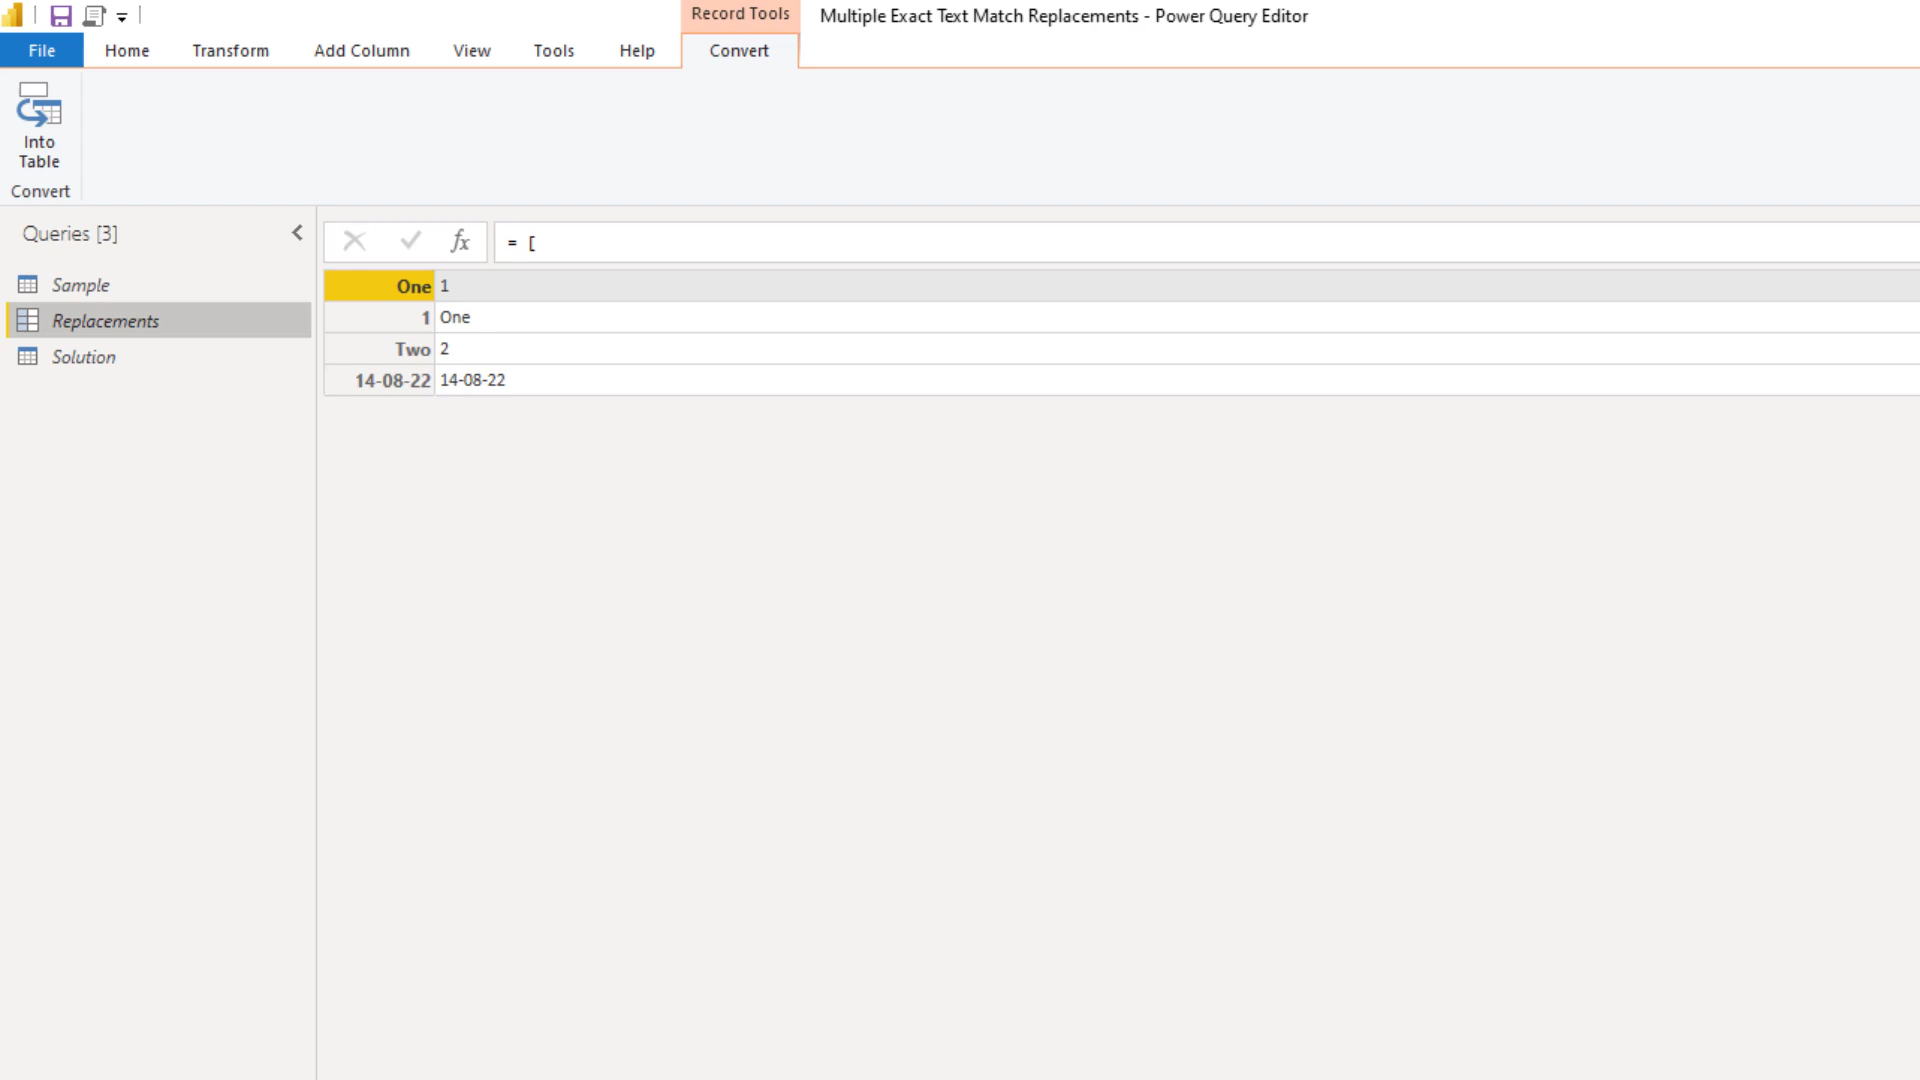 Record Tools
Multiple Exact Text Match Replacements - Power Query Editor
File Home Transform Add Column View Tools Help Convert
Into
Table
Convert
Queries [3]
fx = [
Sample
Replacements
Solution
One 1
1 One
Two 2
14-08-22 14-08-22